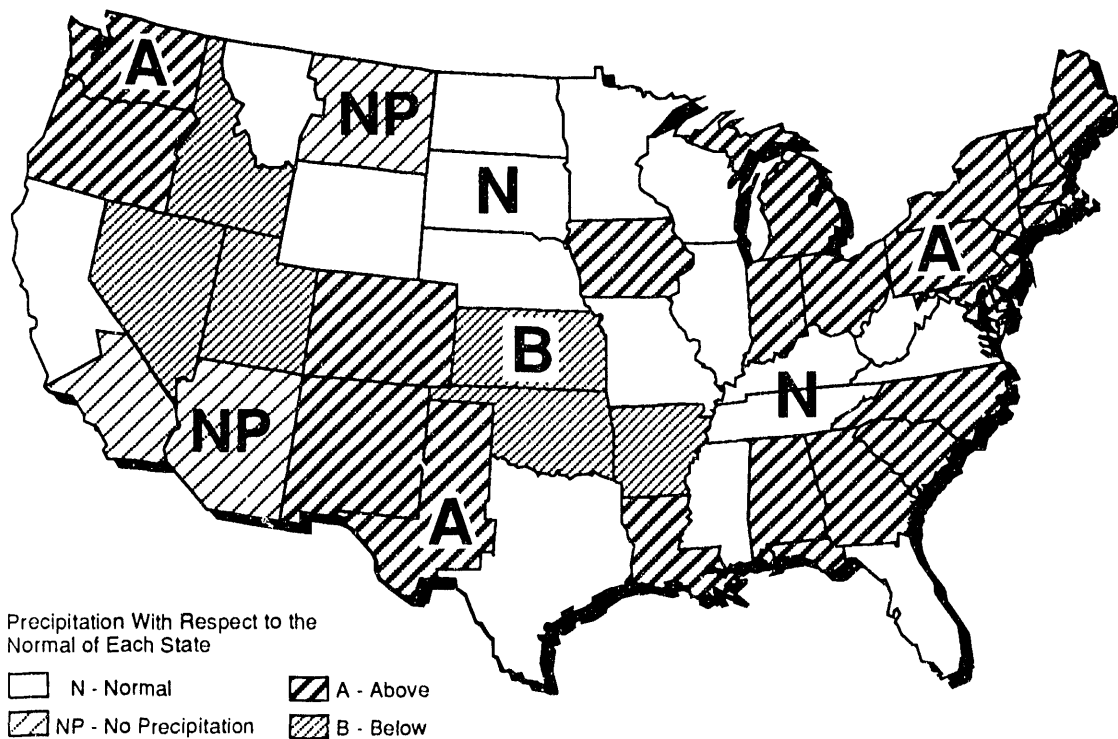 A
NP
N
A
B
NP
N
A
Precipitation With Respect to the
Normal of Each State
N - Normal
A - Above
NP - No Precipitation
B - Below